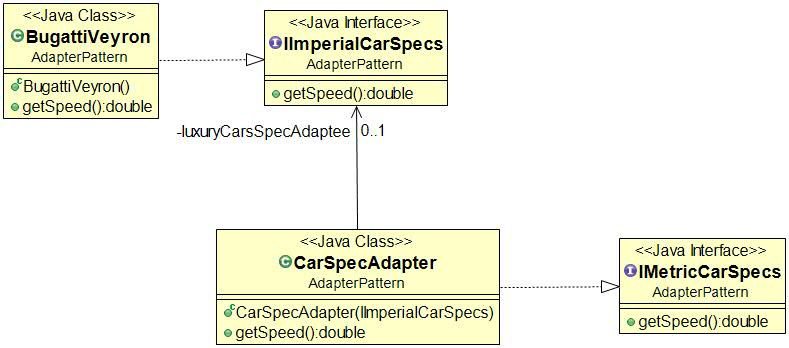 <<Java Class>>
BugattiVeyron
AdapterPattern
BugattiVeyron()
getSpeed():double
<<Java Interface>>
IImperialCarSpecs
AdapterPattern
getSpeed():double
-luxuryCarsSpecAdaptee 0..1
<<Java Class>>
CarSpecAdapter
AdapterPattern
CarSpecAdapter(IImperialCarSpecs)
getSpeed():double
<<Java Interface>>
IMetricCarSpecs
AdapterPattern
getSpeed():double